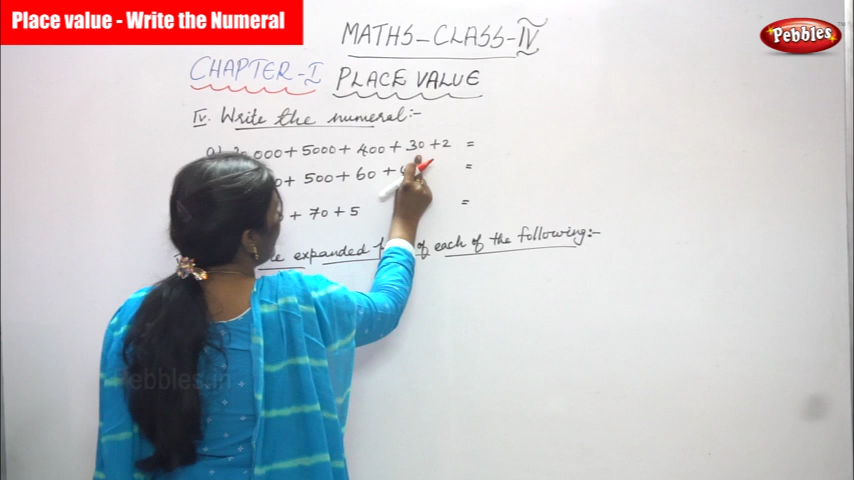 Place value - Write the Numeral
Pebbles
MATHS-CLASS-IV
CHAPTER-I PLACE VALUE
IV. Write the numeral:-
000+5000+400+30+2 =
+ 500+60+ =
+ 70+5 =
expanded of each of the following:-
Pebbles.in